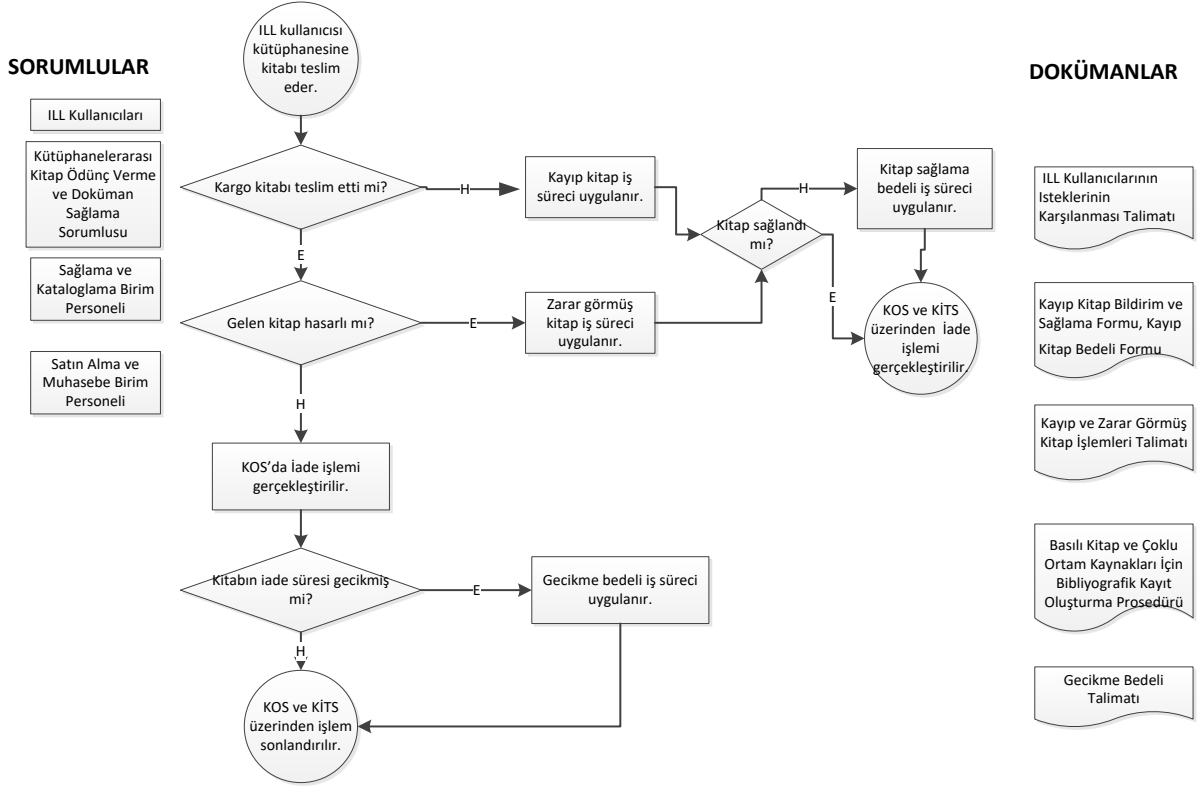 SORUMLULAR
ILL Kullanıcıları
Kütüphanelerarası
Kitap Ödünç Verme
ve Doküman
Sağlama
Sorumlusu
Sağlama ve
Kataloglama Birim
Personeli
Satın Alma ve
Muhasebe Birim
Personeli
ILL kullanıcısı
kütüphanesine
kitabı teslim
eder.
Kargo kitabı teslim etti mi?
H
Kayıp kitap iş
süreci uygulanır.
Kitap sağlandı
mı?
H
Kitap sağlama
bedeli iş süreci
uygulanır.
E
Gelen kitap hasarlı mı?
E
Zarar görmüş
kitap iş süreci
uygulanır.
E
KOS ve KİTS
üzerinden İade
işlemi
gerçekleştirilir.
H
KOS’da İade işlemi
gerçekleştirilir.
Kitabın iade süresi gecikmiş
mi?
E
Gecikme bedeli iş süreci
uygulanır.
H
KOS ve KİTS
üzerinden işlem
sonlandırılır.
DOKÜMANLAR
ILL Kullanıcılarının
Isteklerinin
Karşılanması Talimatı
Kayıp Kitap Bildirim ve
Sağlama Formu, Kayıp
Kitap Bedeli Formu
Kayıp ve Zarar Görmüş
Kitap İşlemleri Talimatı
Basılı Kitap ve Çoklu
Ortam Kaynakları İçin
Bibliyografik Kayıt
Oluşturma Prosedürü
Gecikme Bedeli
Talimatı